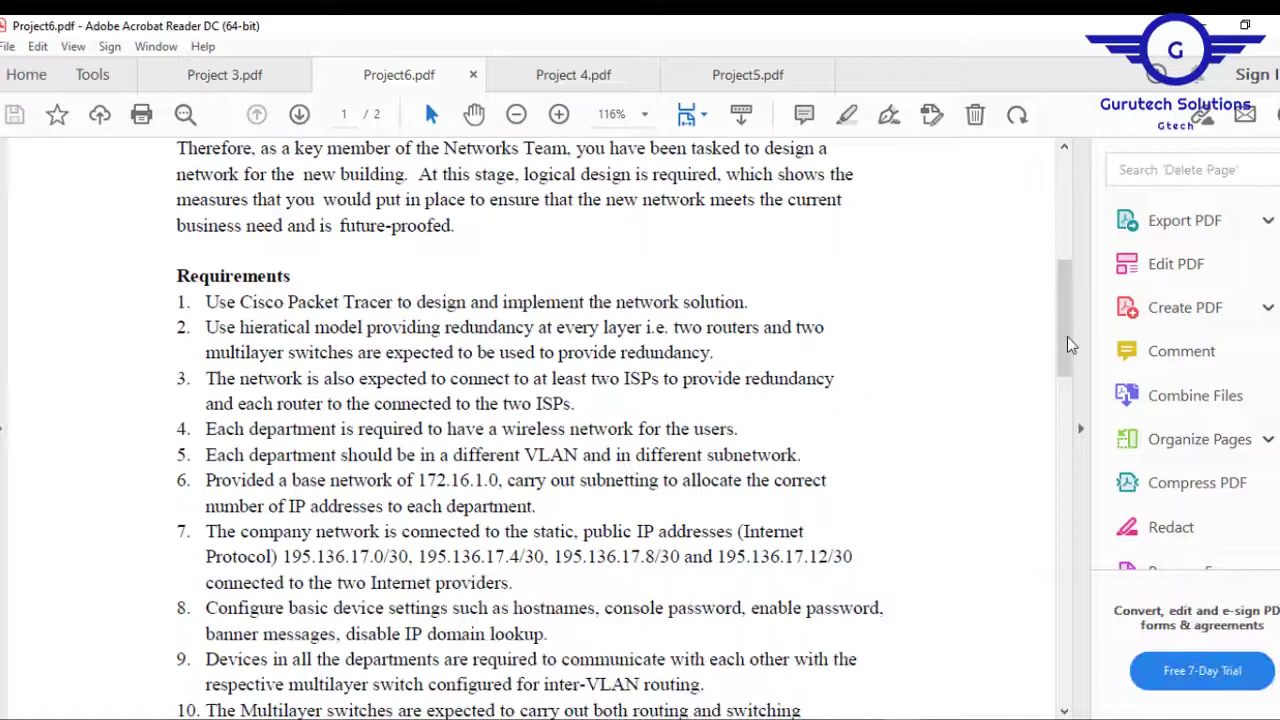 Project6.pdf - Adobe Acrobat Reader DC (64-bit)
File Edit View Sign Window Help
Home Tools Project 3.pdf Project6.pdf × Project 4.pdf Project5.pdf Sign I
1 / 2 116%
G
Gurutech Solutions
Gtech
Therefore, as a key member of the Networks Team, you have been tasked to design a
network for the new building. At this stage, logical design is required, which shows the
measures that you would put in place to ensure that the new network meets the current
business need and is future-proofed.
Requirements
1. Use Cisco Packet Tracer to design and implement the network solution.
2. Use hieratical model providing redundancy at every layer i.e. two routers and two
multilayer switches are expected to be used to provide redundancy.
3. The network is also expected to connect to at least two ISPs to provide redundancy
and each router to the connected to the two ISPs.
4. Each department is required to have a wireless network for the users.
5. Each department should be in a different VLAN and in different subnetwork.
6. Provided a base network of 172.16.1.0, carry out subnetting to allocate the correct
number of IP addresses to each department.
7. The company network is connected to the static, public IP addresses (Internet
Protocol) 195.136.17.0/30, 195.136.17.4/30, 195.136.17.8/30 and 195.136.17.12/30
connected to the two Internet providers.
8. Configure basic device settings such as hostnames, console password, enable password,
banner messages, disable IP domain lookup.
9. Devices in all the departments are required to communicate with each other with the
respective multilayer switch configured for inter-VLAN routing.
10. The Multilayer switches are expected to carry out both routing and switching
Search 'Delete Page'
Export PDF
Edit PDF
Create PDF
Comment
Combine Files
Organize Pages
Compress PDF
Redact
Convert, edit and e-sign PD
forms & agreements
Free 7-Day Trial